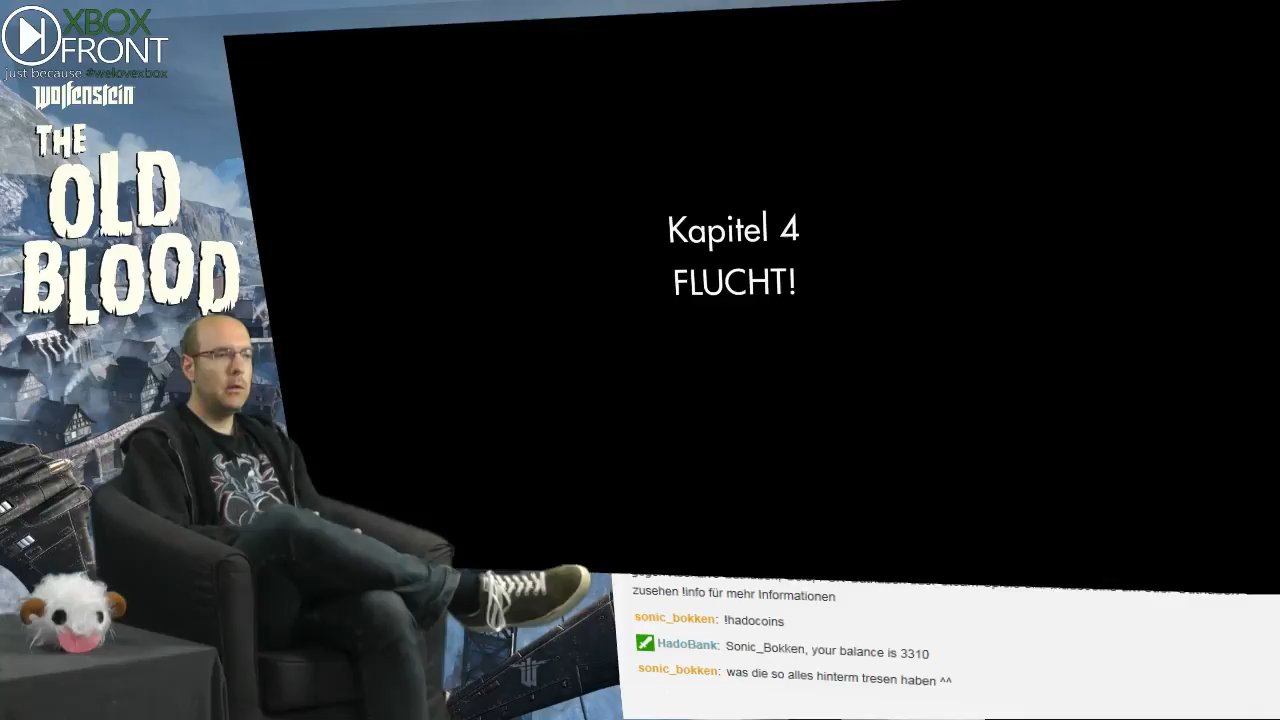 XBOX
FRONT
just because #welovexbox
Wolfenstein
THE
OLD
BLOOD
Kapitel 4
FLUCHT!
zusehen !info für mehr Informationen
sonic_bokken: !hadocoins
HadoBank: Sonic_Bokken, your balance is 3310
sonic_bokken: was die so alles hinterm tresen haben ^^